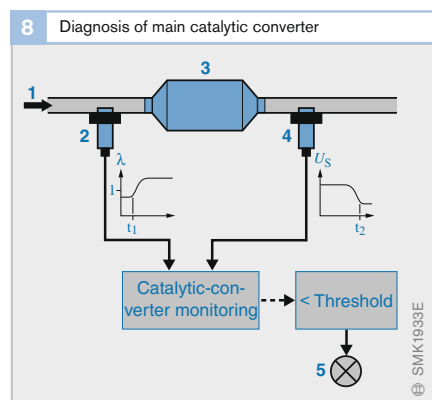 8 Diagnosis of main catalytic converter
1
3
2
4
λ
1
t1
US
t2
Catalytic-con-
verter monitoring
< Threshold
5
SMK1933E